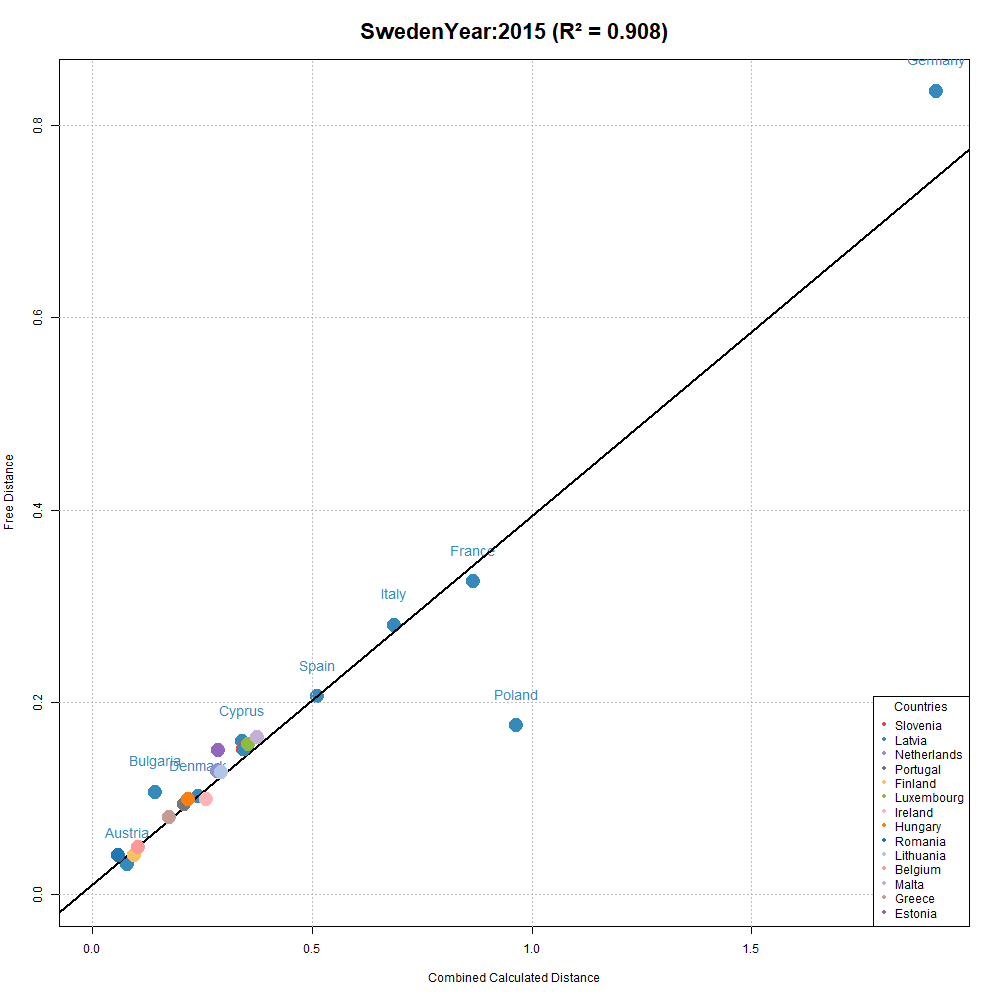 SwedenYear:2015 (R² = 0.908)
Germany
0.8
0.6
Free Distance
0.4
France
Italy
Spain
Poland
0.2
Cyprus
Bulgaria
Denmark
Austria
0.0
Countries
Slovenia
Latvia
Netherlands
Portugal
Finland
Luxembourg
Ireland
Hungary
Romania
Lithuania
Belgium
Malta
Greece
Estonia
0.0 0.5 1.0 1.5
Combined Calculated Distance